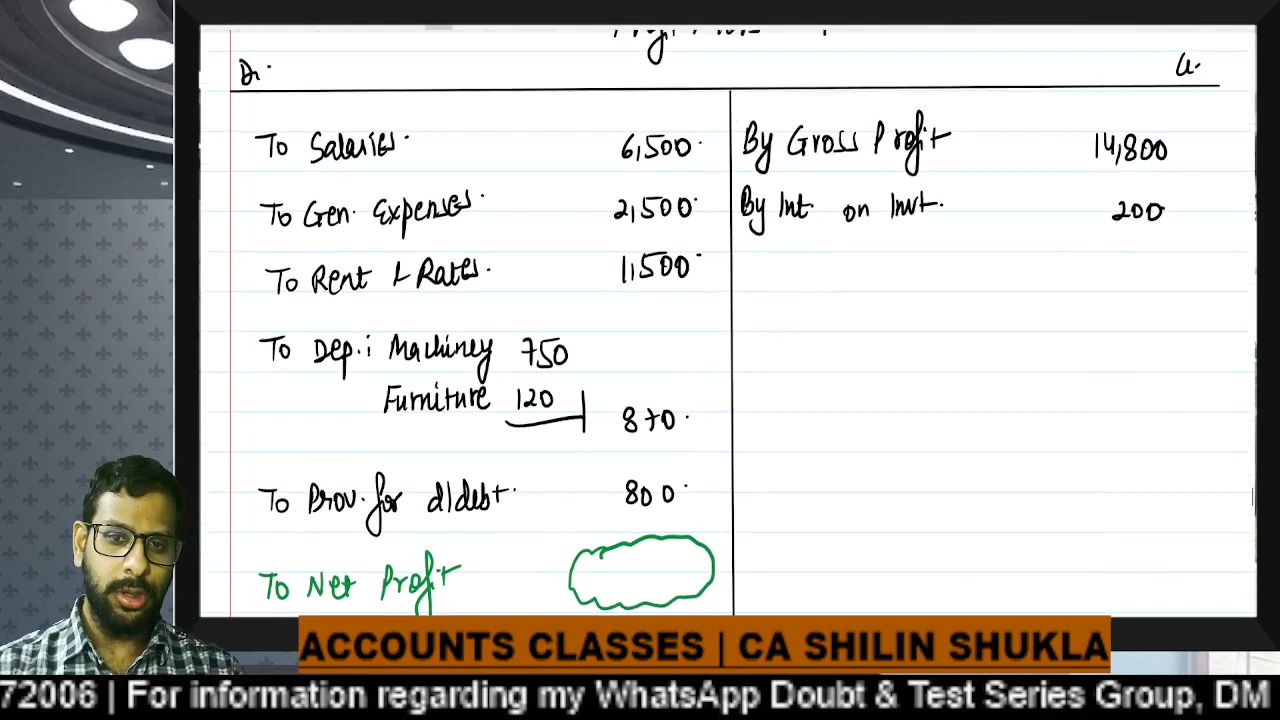 Dr. Cr.
To Salaries. 6,500. By Gross Profit 14,800
To Gen. Expenses. 2,500. By Int. on Invt. 200
To Rent & Rates. 1,500.
To Dep.: Machinery 750
Furniture 120 870.
To Prov. for d/debt. 800.
To Net Profit
ACCOUNTS CLASSES | CA SHILIN SHUKLA
72006 | For information regarding my WhatsApp Doubt & Test Series Group, DM